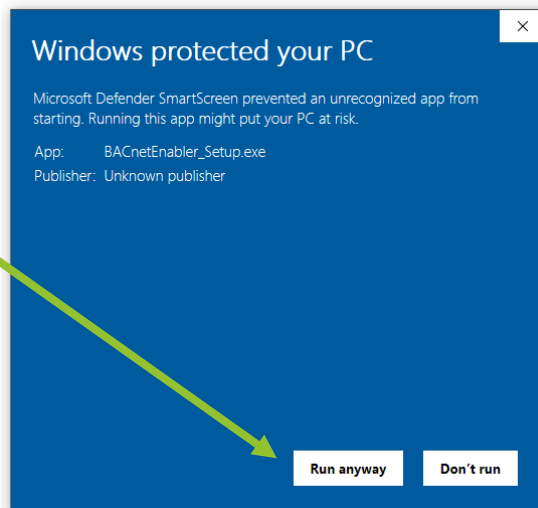 Windows protected your PC
Microsoft Defender SmartScreen prevented an unrecognized app from
starting. Running this app might put your PC at risk.
App: BACnetEnabler_Setup.exe
Publisher: Unknown publisher
Run anyway Don't run